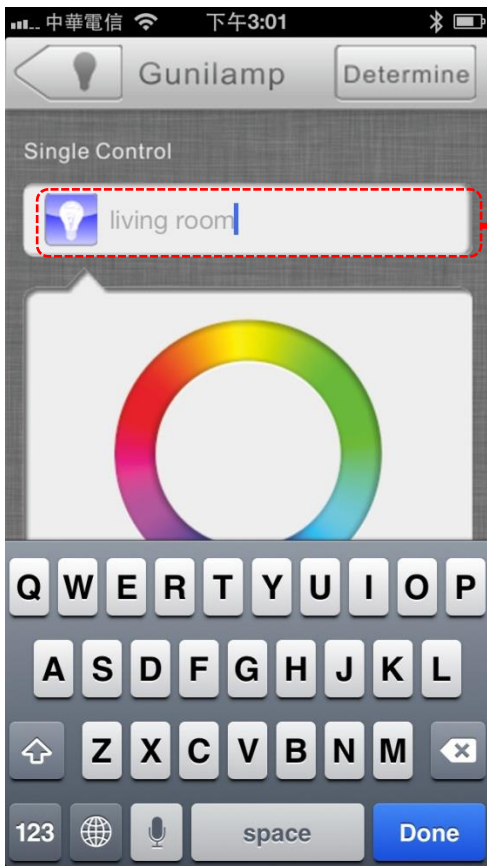 中華電信 下午3:01
Gunilamp Determine
Single Control
living room
Q W E R T Y U I O P
A S D F G H J K L
Z X C V B N M
123 space Done